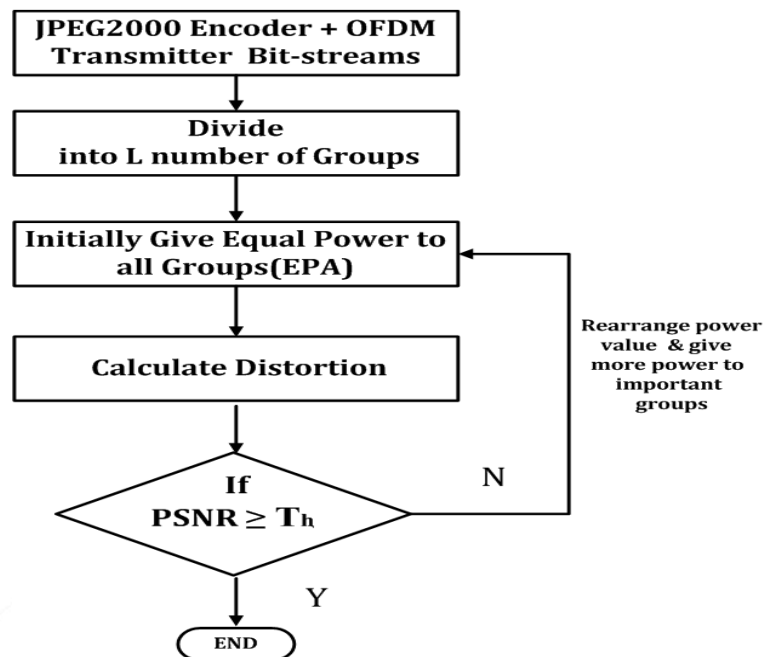 JPEG2000 Encoder + OFDM
Transmitter Bit-streams
Divide
into L number of Groups
Initially Give Equal Power to
all Groups(EPA)
Rearrange power
value & give
more power to
important
groups
Calculate Distortion
If
PSNR ≥ Th
N
Y
END